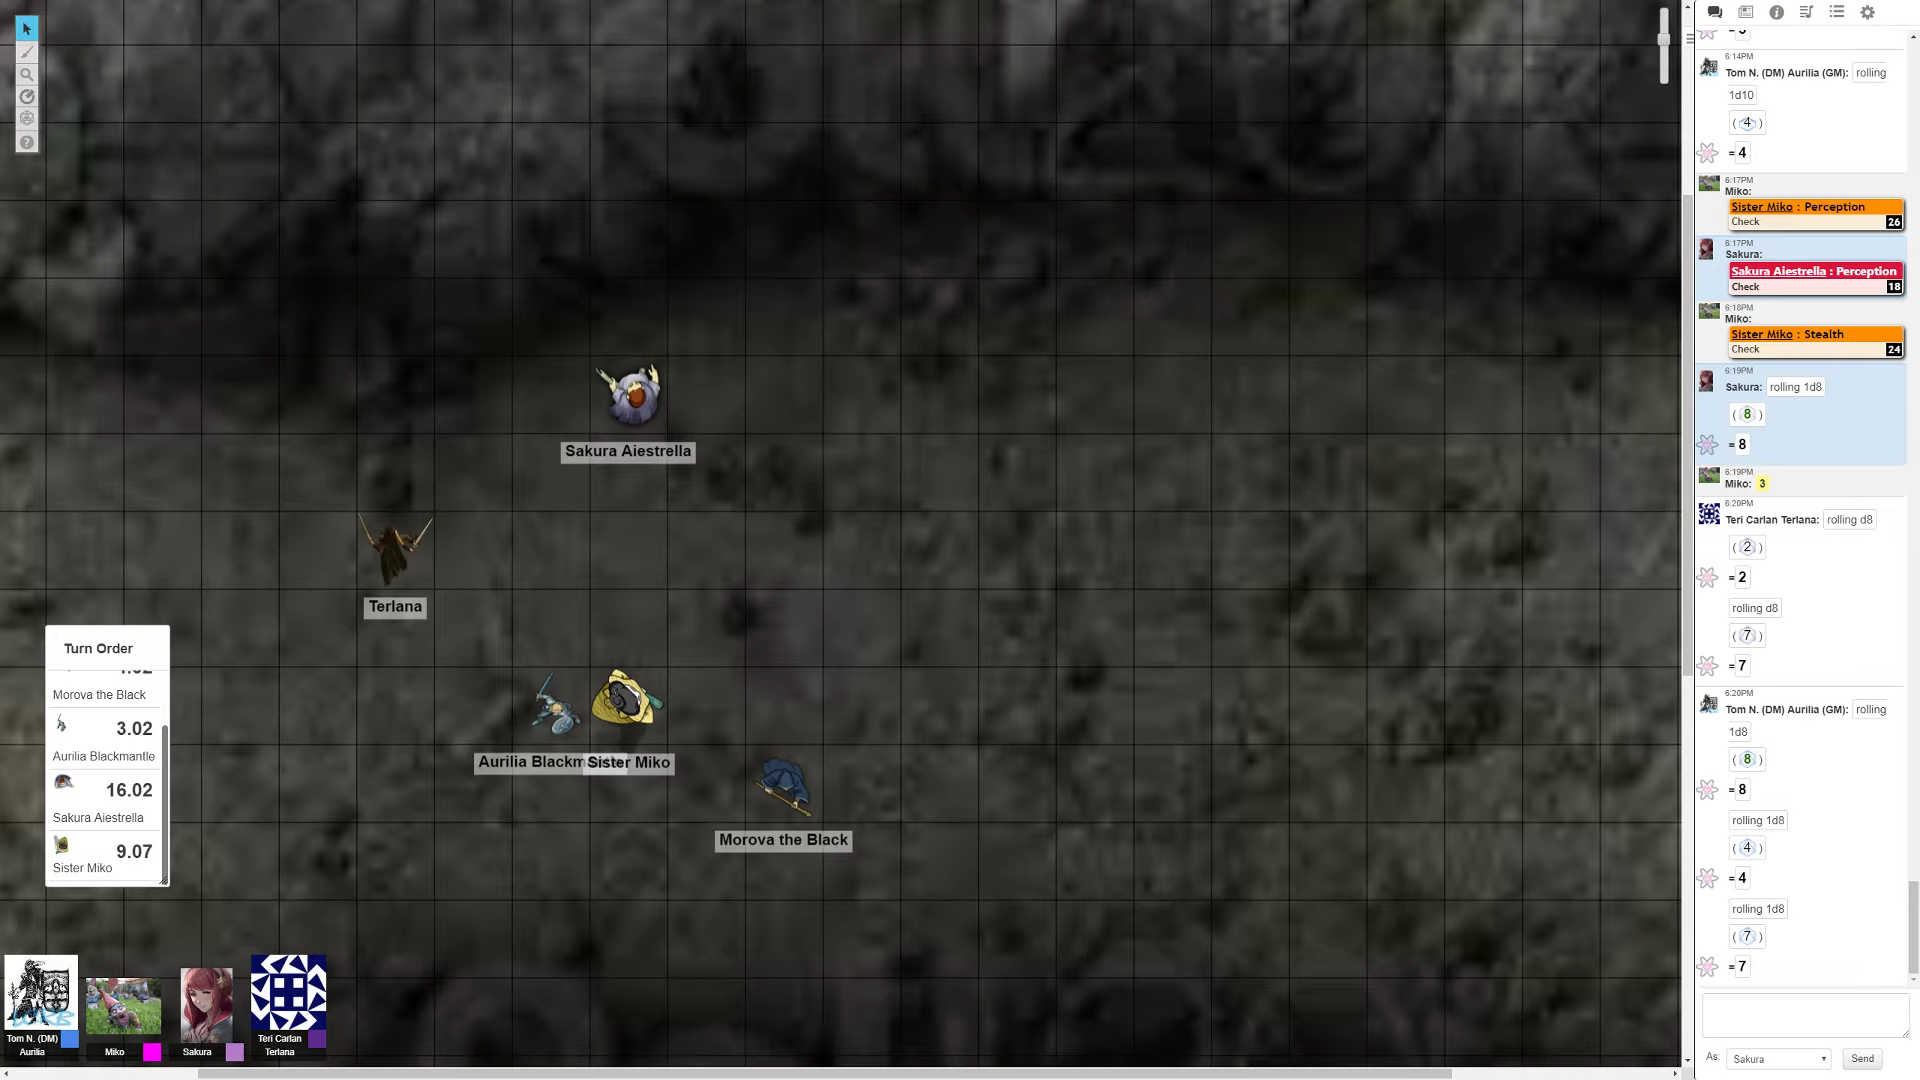 Sakura Aiestrella
Terlana
Aurilia Blackm
Sister Miko
Morova the Black
Turn Order
Morova the Black
3.02
Aurilia Blackmantle
16.02
Sakura Aiestrella
9.07
Sister Miko
Tom N. (DM)
Aurilia
Miko
Sakura
Teri Carlan
Terlana
6:14PM
Tom N. (DM) Aurilia (GM): rolling
1d10
(4)
= 4
6:17PM
Miko:
Sister Miko : Perception
Check 26
6:17PM
Sakura:
Sakura Aiestrella : Perception
Check 18
6:18PM
Miko:
Sister Miko : Stealth
Check 24
6:19PM
Sakura: rolling 1d8
(8)
= 8
6:19PM
Miko: 3
6:20PM
Teri Carlan Terlana: rolling d8
(2)
= 2
rolling d8
(7)
= 7
6:20PM
Tom N. (DM) Aurilia (GM): rolling
1d8
(8)
= 8
rolling 1d8
(4)
= 4
rolling 1d8
(7)
= 7
As: Sakura Send